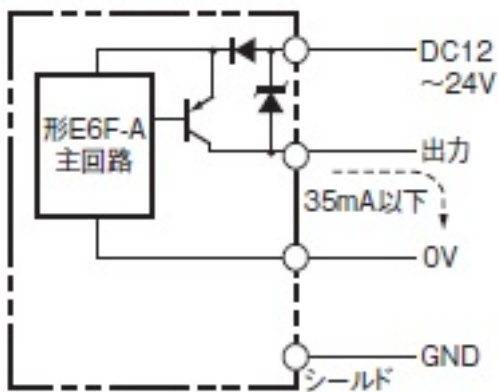 DC12
～24V
形E6F-A
主回路
出力
35mA以下
0V
GND
シールド